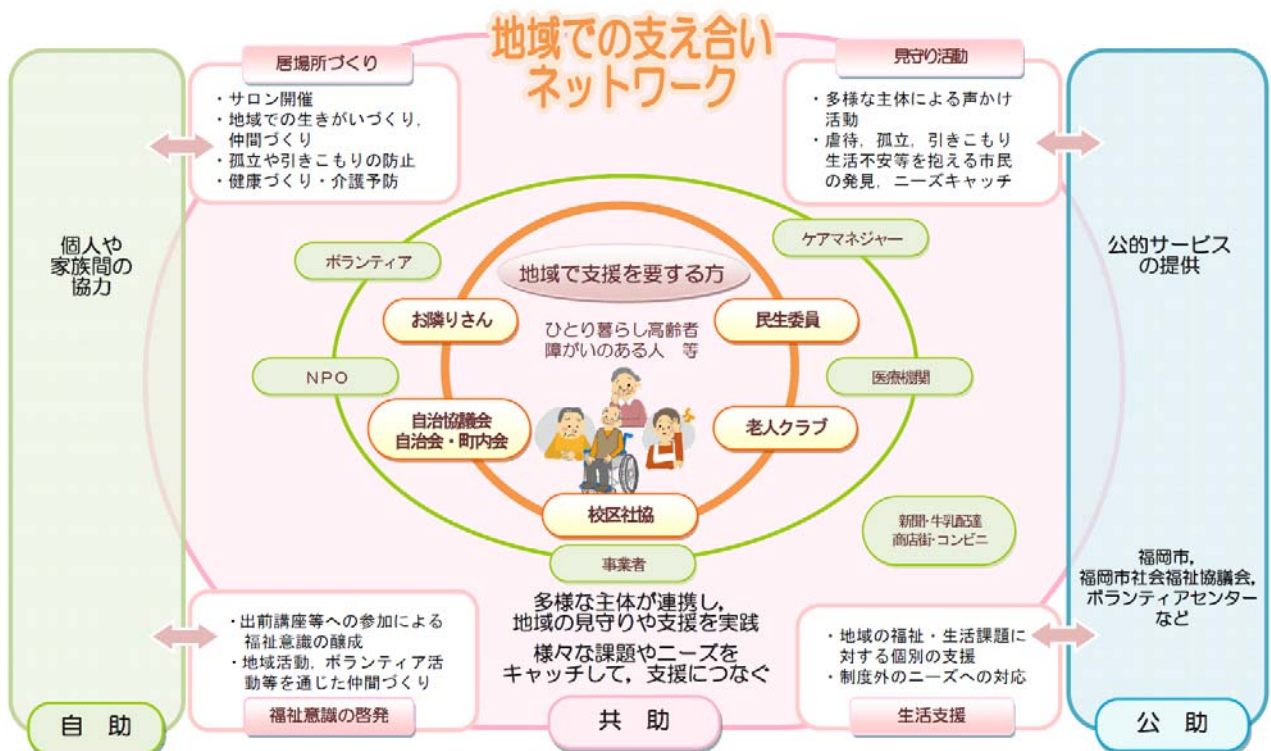 地域での支え合い
ネットワーク
居場所づくり
・サロン開催
・地域での生きがいづくり，
仲間づくり
・孤立や引きこもりの防止
・健康づくり・介護予防
見守り活動
・多様な主体による声かけ
活動
・虐待，孤立，引きこもり
生活不安等を抱える市民
の発見，ニーズキャッチ
個人や
家族間の
協力
公的サービス
の提供
ボランティア
ケアマネジャー
地域で支援を要する方
お隣りさん
民生委員
ひとり暮らし高齢者
障がいのある人　等
ＮＰＯ
医療機関
自治協議会
自治会・町内会
老人クラブ
校区社協
新聞・牛乳配達
商店街・コンビニ
事業者
福岡市，
福岡市社会福祉協議会，
ボランティアセンター
など
多様な主体が連携し，
地域の見守りや支援を実践
様々な課題やニーズを
キャッチして，支援につなぐ
・出前講座等への参加による
福祉意識の醸成
・地域活動，ボランティア活
動等を通じた仲間づくり
福祉意識の啓発
・地域の福祉・生活課題に
対する個別の支援
・制度外のニーズへの対応
生活支援
自　助
共　助
公　助